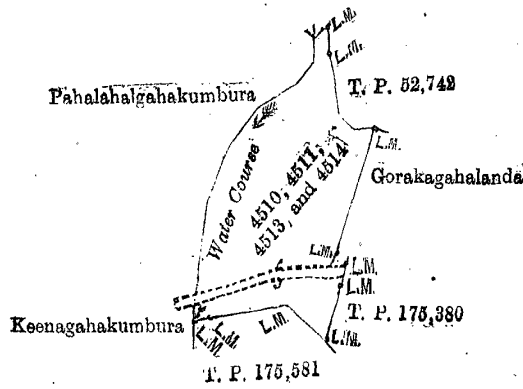 L.M.
L.M.
T. P. 52,742
Pahalahalgahakumbura
L.M.
Water Course
4510, 4511,
4513, and 4514
Gorakagahalanda
L.M.
L.M.
L.M.
T. P. 175,380
Keenagahakumbura
L.M.
L.M.
L.M.
L.M.
T. P. 175,581